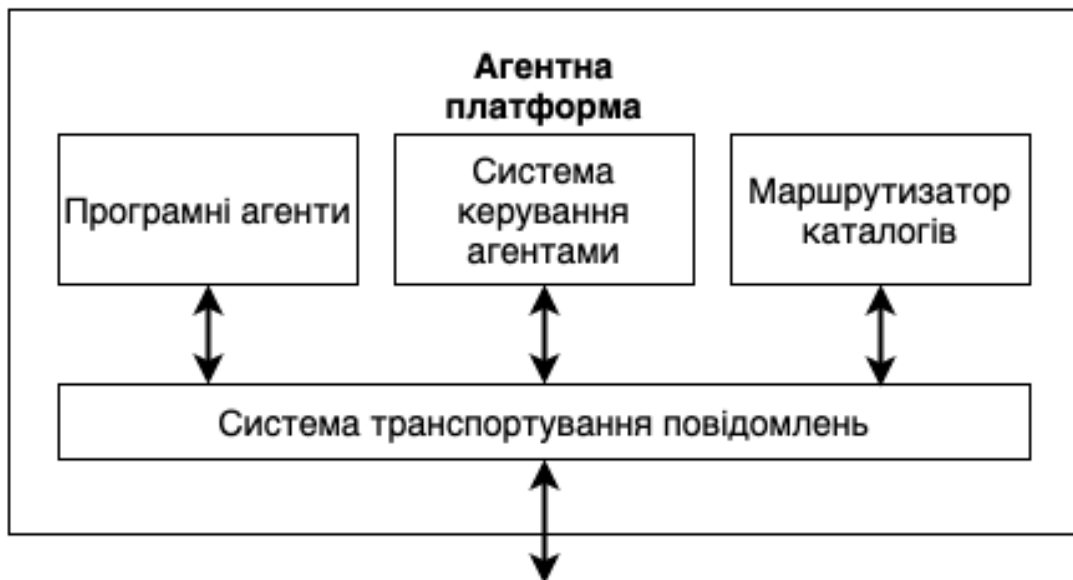 Агентна
платформа
Програмні агенти
Система
керування
агентами
Маршрутизатор
каталогів
Система транспортування повідомлень